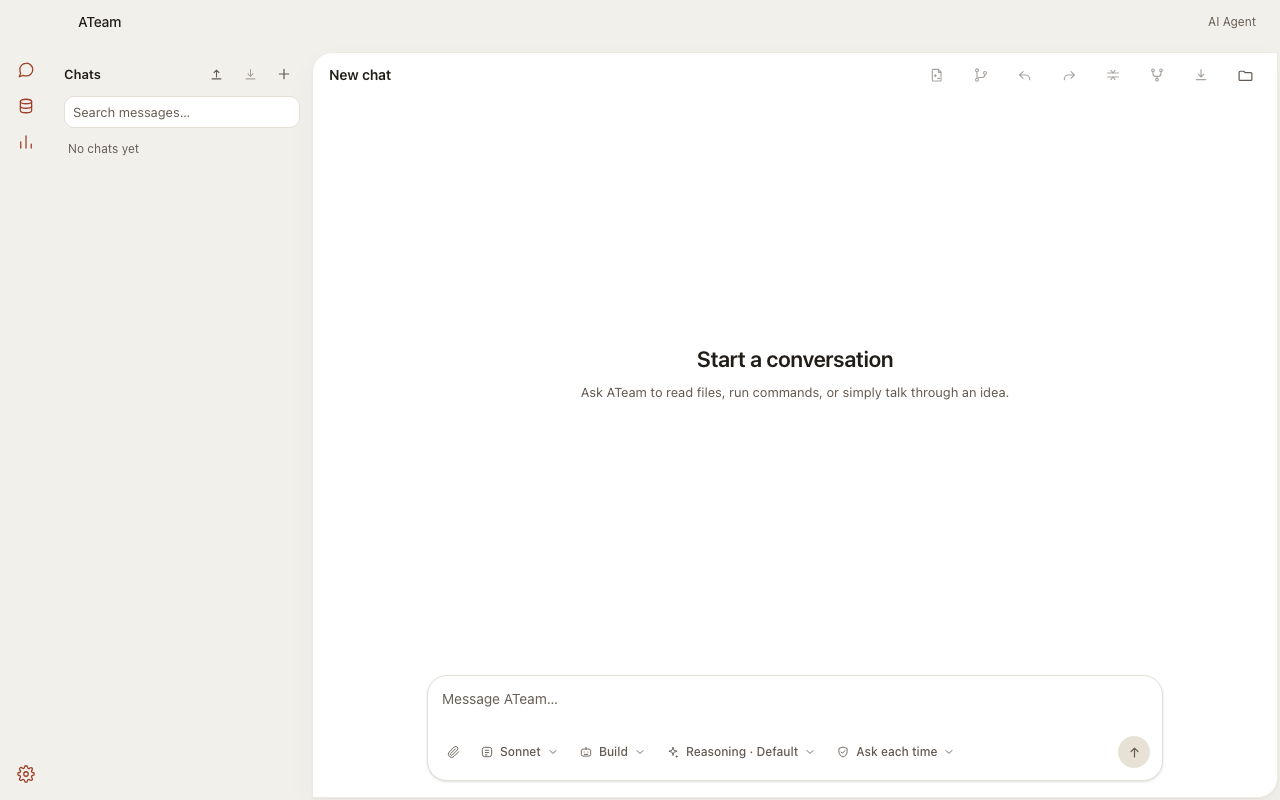 ATeam
AI Agent
Chats
Search messages...
No chats yet
New chat
Start a conversation
Ask ATeam to read files, run commands, or simply talk through an idea.
Message ATeam...
Sonnet
Build
Reasoning · Default
Ask each time